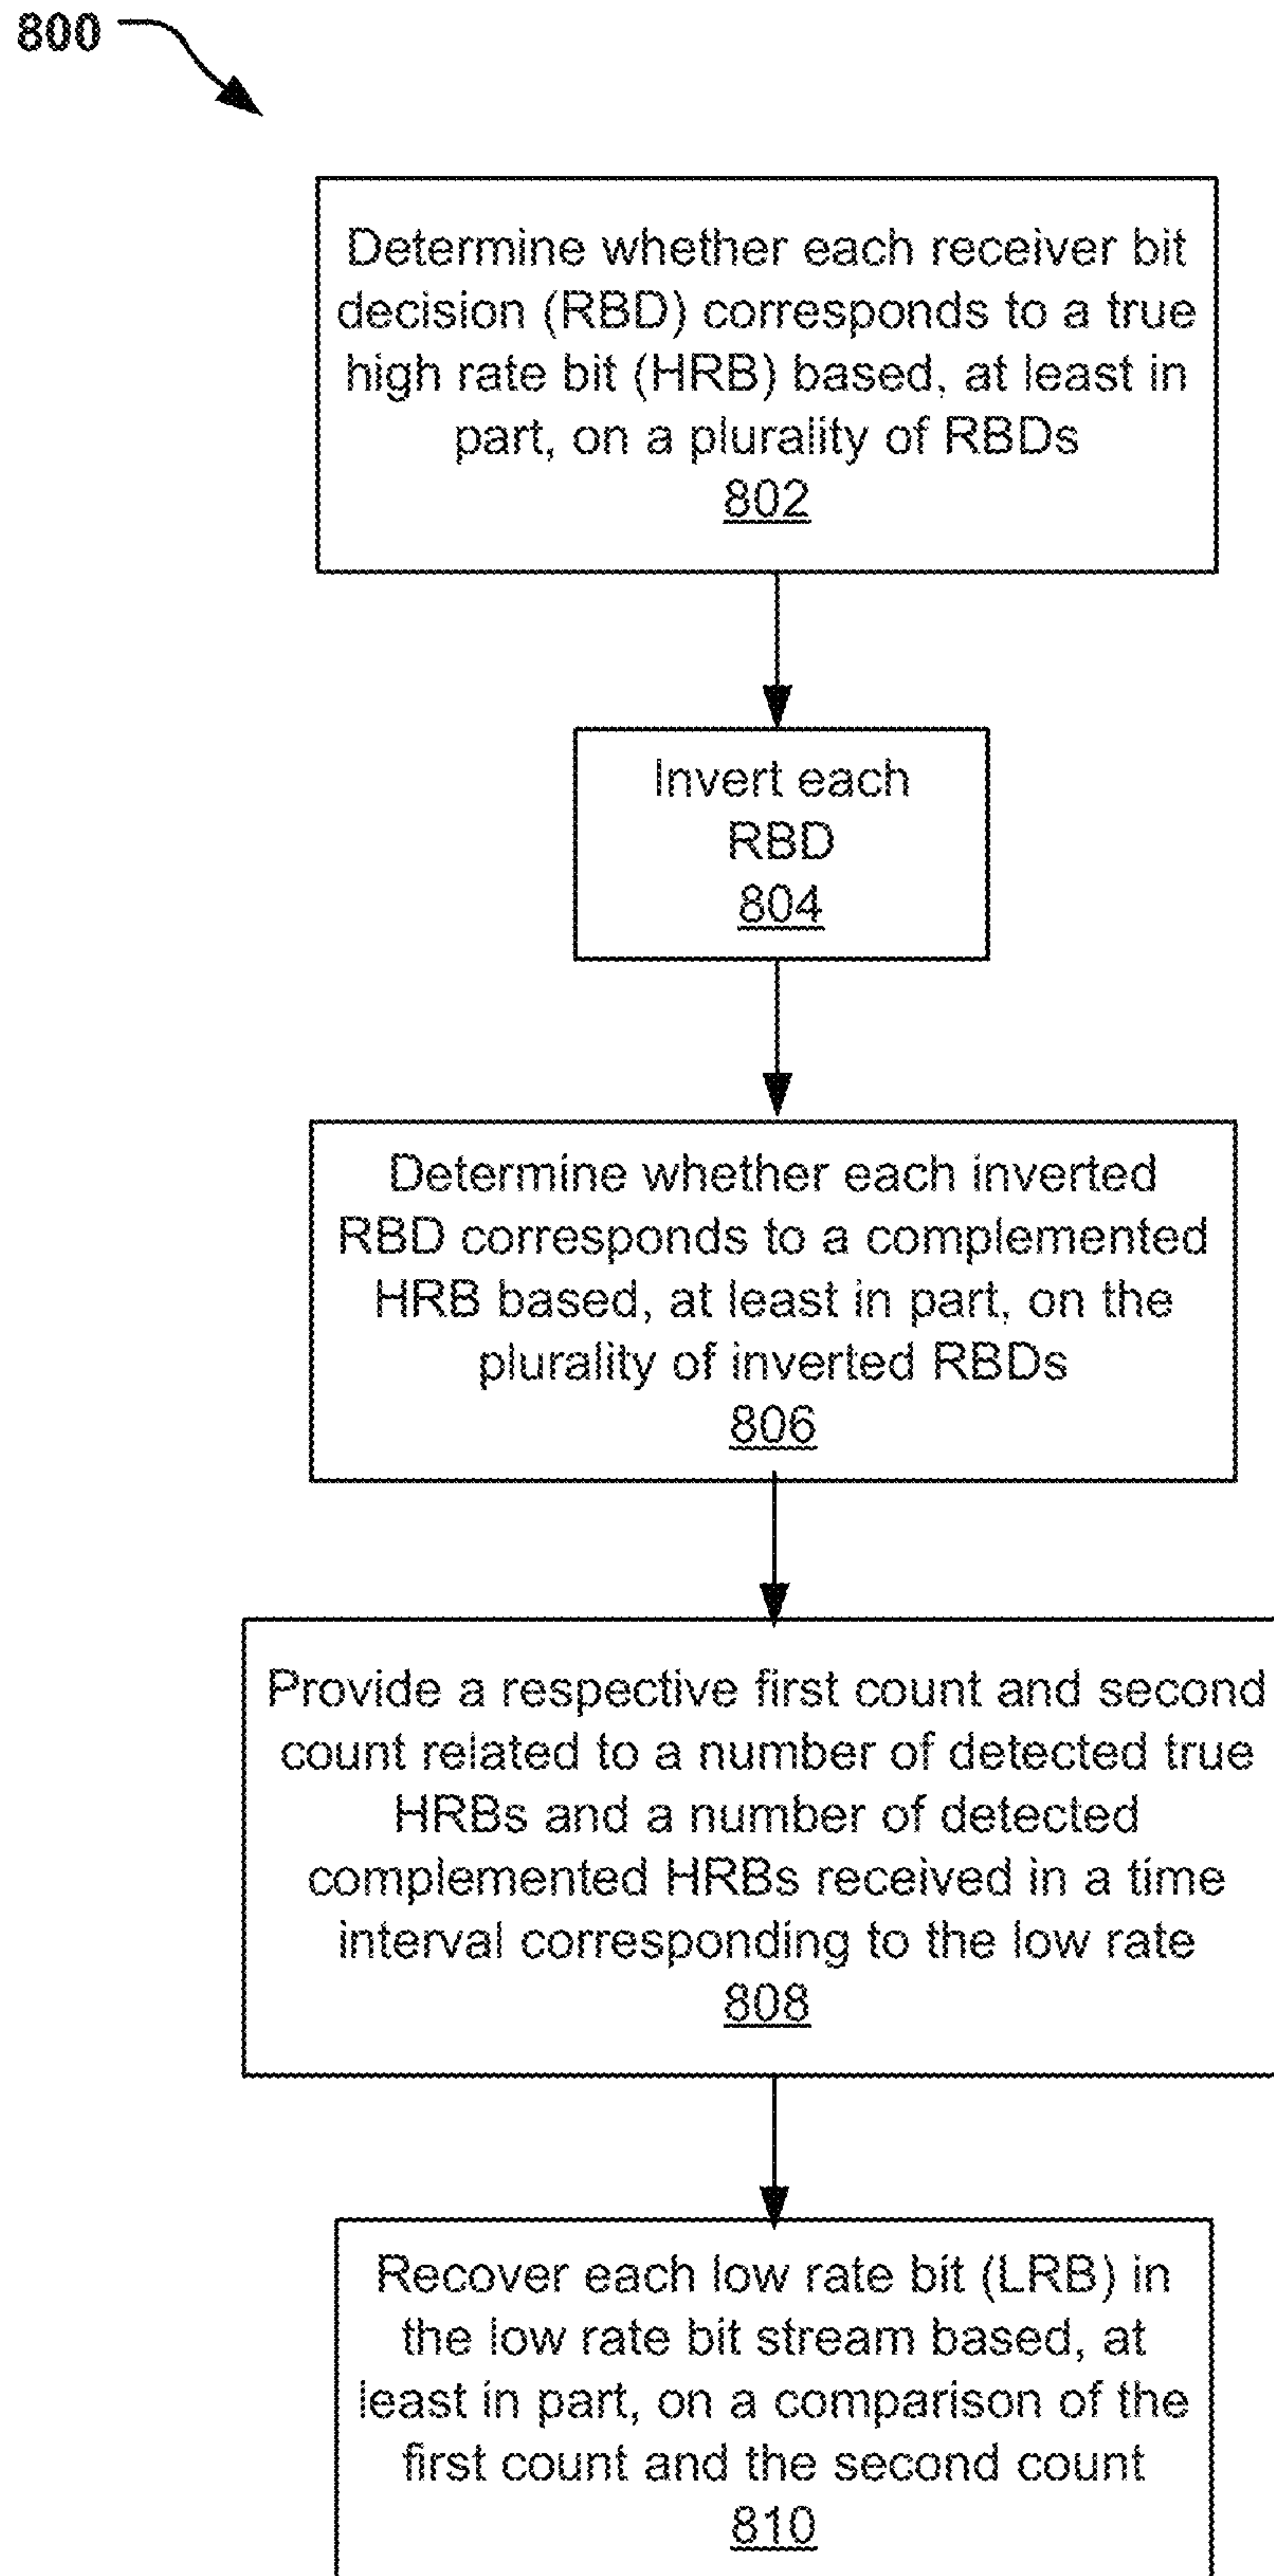 800
Determine whether each receiver bit
decision (RBD) corresponds to a true
high rate bit (HRB) based, at least in
part, on a plurality of RBDs
802
Invert each
RBD
804
Determine whether each inverted
RBD corresponds to a complemented
HRB based, at least in part, on the
plurality of inverted RBDs
806
Provide a respective first count and second
count related to a number of detected true
HRBs and a number of detected
complemented HRBs received in a time
interval corresponding to the low rate
808
Recover each low rate bit (LRB) in
the low rate bit stream based, at
least in part, on a comparison of the
first count and the second count
810